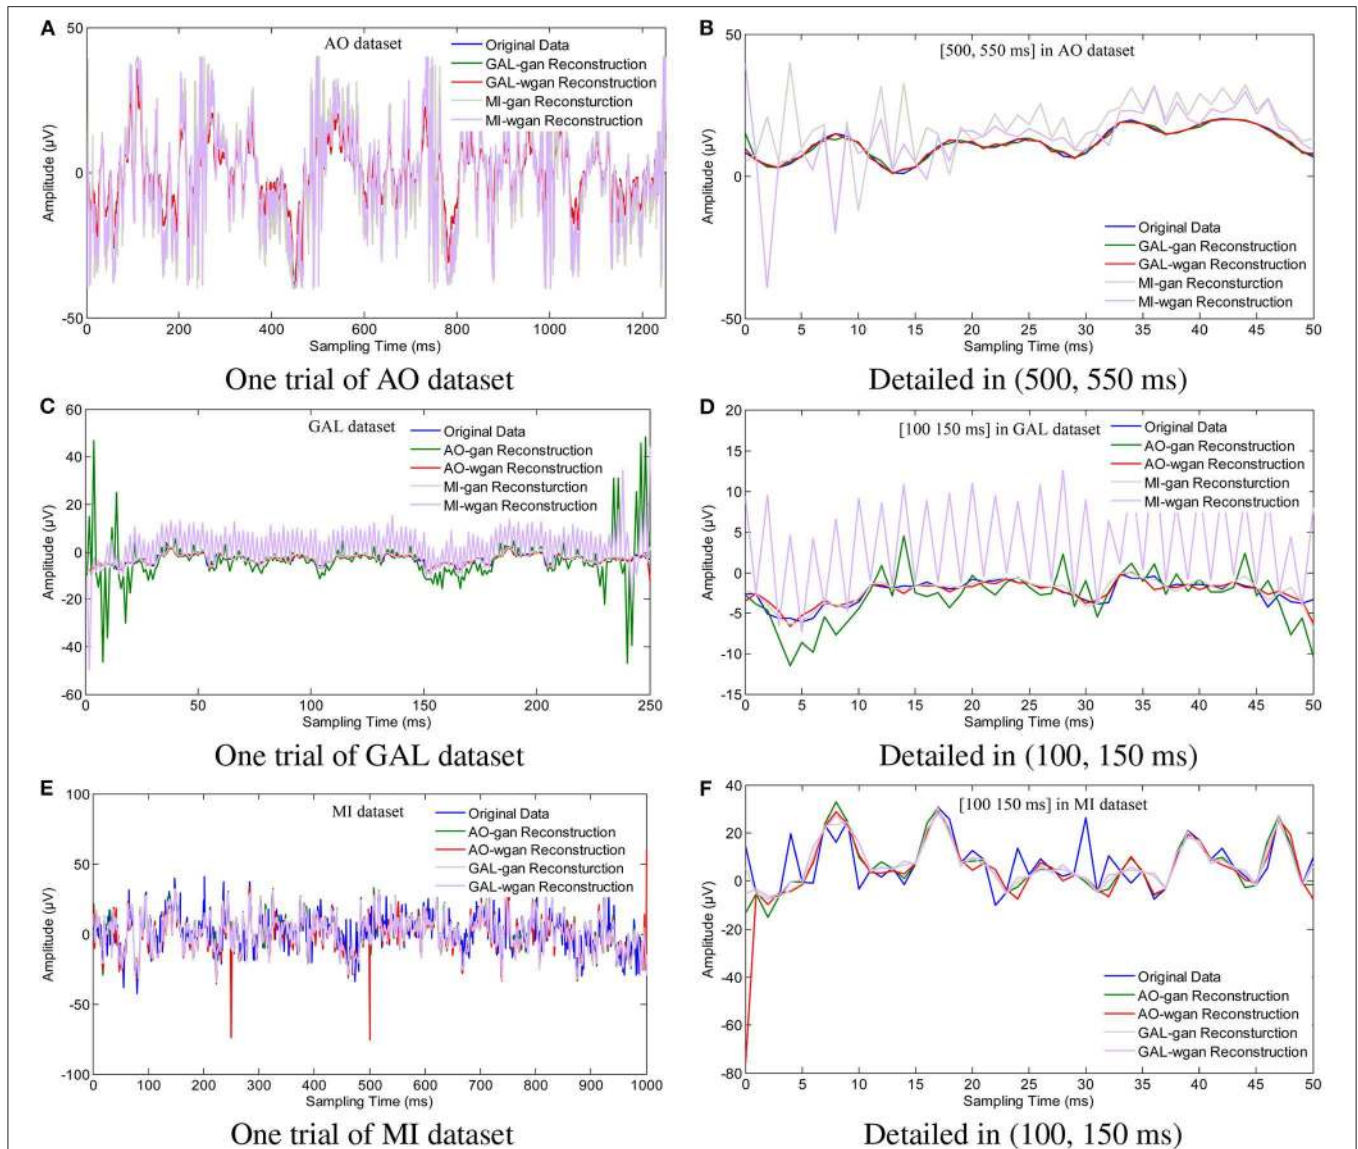 A
AO dataset
Original Data
GAL-gan Reconstruction
GAL-wgan Reconstruction
MI-gan Reconsturction
MI-wgan Reconstruction
50
0
-50
Amplitude (µV)
0 200 400 600 800 1000 1200
Sampling Time (ms)
One trial of AO dataset
B
[500, 550 ms] in AO dataset
50
0
-50
Amplitude (µV)
Original Data
GAL-gan Reconstruction
GAL-wgan Reconstruction
MI-gan Reconsturction
MI-wgan Reconstruction
0 5 10 15 20 25 30 35 40 45 50
Sampling Time (ms)
Detailed in (500, 550 ms)
C
GAL dataset
Original Data
AO-gan Reconstruction
AO-wgan Reconstruction
MI-gan Reconsturction
MI-wgan Reconstruction
60
40
20
0
-20
-40
-60
Amplitude (µV)
0 50 100 150 200 250
Sampling Time (ms)
One trial of GAL dataset
D
[100 150 ms] in GAL dataset
Original Data
AO-gan Reconstruction
AO-wgan Reconstruction
MI-gan Reconsturction
MI-wgan Reconstruction
20
15
10
5
0
-5
-10
-15
Amplitude (µV)
0 5 10 15 20 25 30 35 40 45 50
Sampling Time (ms)
Detailed in (100, 150 ms)
E
MI dataset
Original Data
AO-gan Reconstruction
AO-wgan Reconstruction
GAL-gan Reconsturction
GAL-wgan Reconstruction
100
50
0
-50
-100
Amplitude (µV)
0 100 200 300 400 500 600 700 800 900 1000
Sampling Time (ms)
One trial of MI dataset
F
[100 150 ms] in MI dataset
40
20
0
-20
-40
-60
-80
Amplitude (µV)
Original Data
AO-gan Reconstruction
AO-wgan Reconstruction
GAL-gan Reconsturction
GAL-wgan Reconstruction
0 5 10 15 20 25 30 35 40 45 50
Sampling Time (ms)
Detailed in (100, 150 ms)